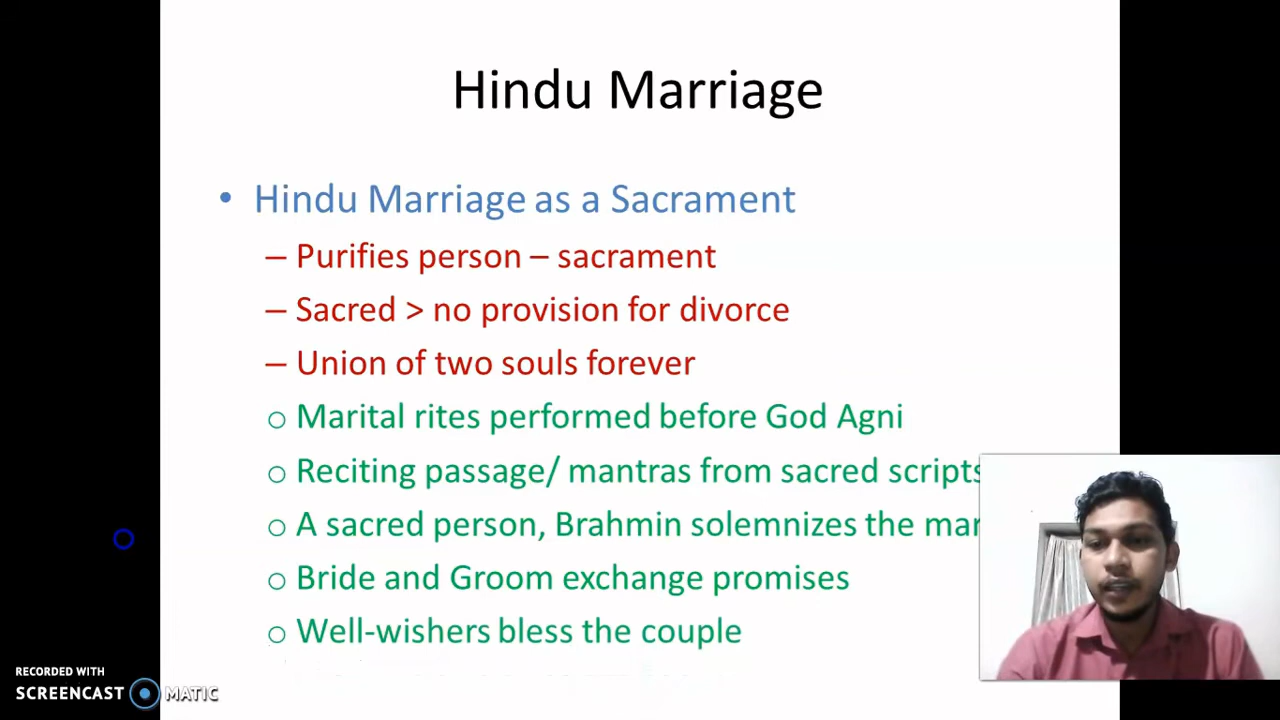 Hindu Marriage
• Hindu Marriage as a Sacrament
– Purifies person – sacrament
– Sacred > no provision for divorce
– Union of two souls forever
o Marital rites performed before God Agni
o Reciting passage/ mantras from sacred scripts
o A sacred person, Brahmin solemnizes the
o Bride and Groom exchange promises
o Well-wishers bless the couple
RECORDED WITH
SCREENCAST MATIC